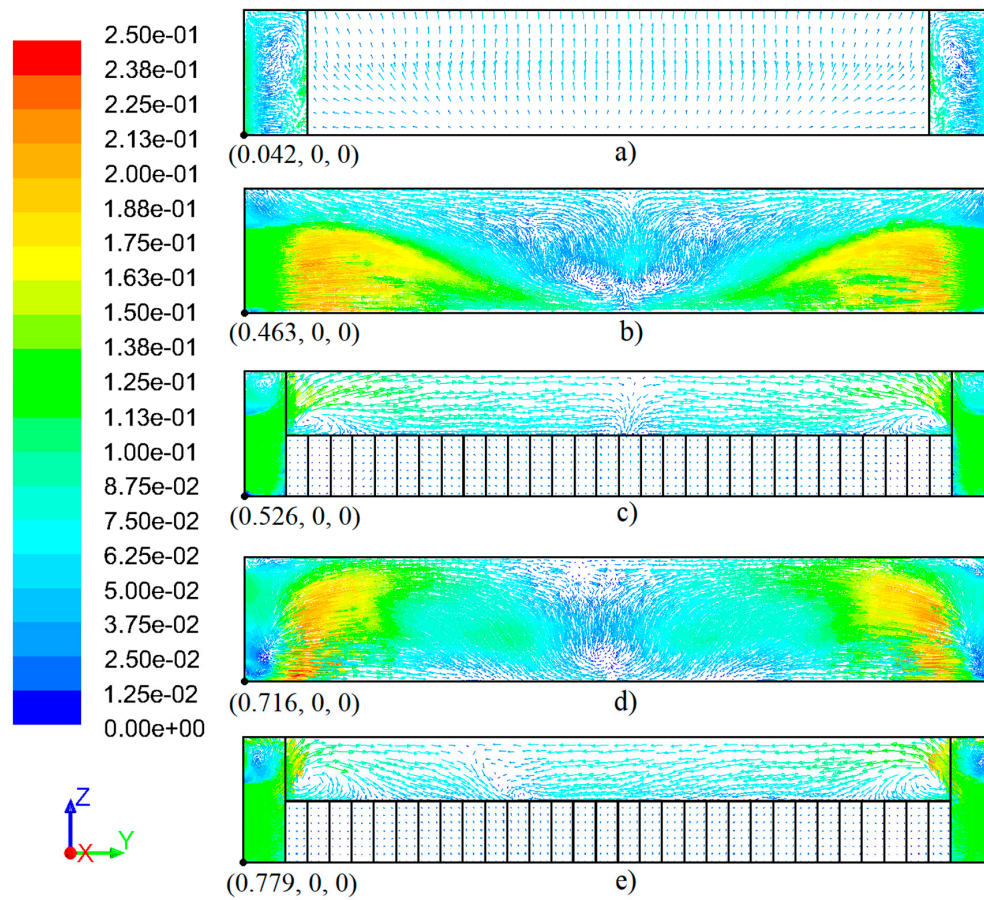 2.50e-01
2.38e-01
2.25e-01
2.13e-01
2.00e-01
1.88e-01
1.75e-01
1.63e-01
1.50e-01
1.38e-01
1.25e-01
1.13e-01
1.00e-01
8.75e-02
7.50e-02
6.25e-02
5.00e-02
3.75e-02
2.50e-02
1.25e-02
0.00e+00
Z
X Y
(0.042, 0, 0) a)
(0.463, 0, 0) b)
(0.526, 0, 0) c)
(0.716, 0, 0) d)
(0.779, 0, 0) e)